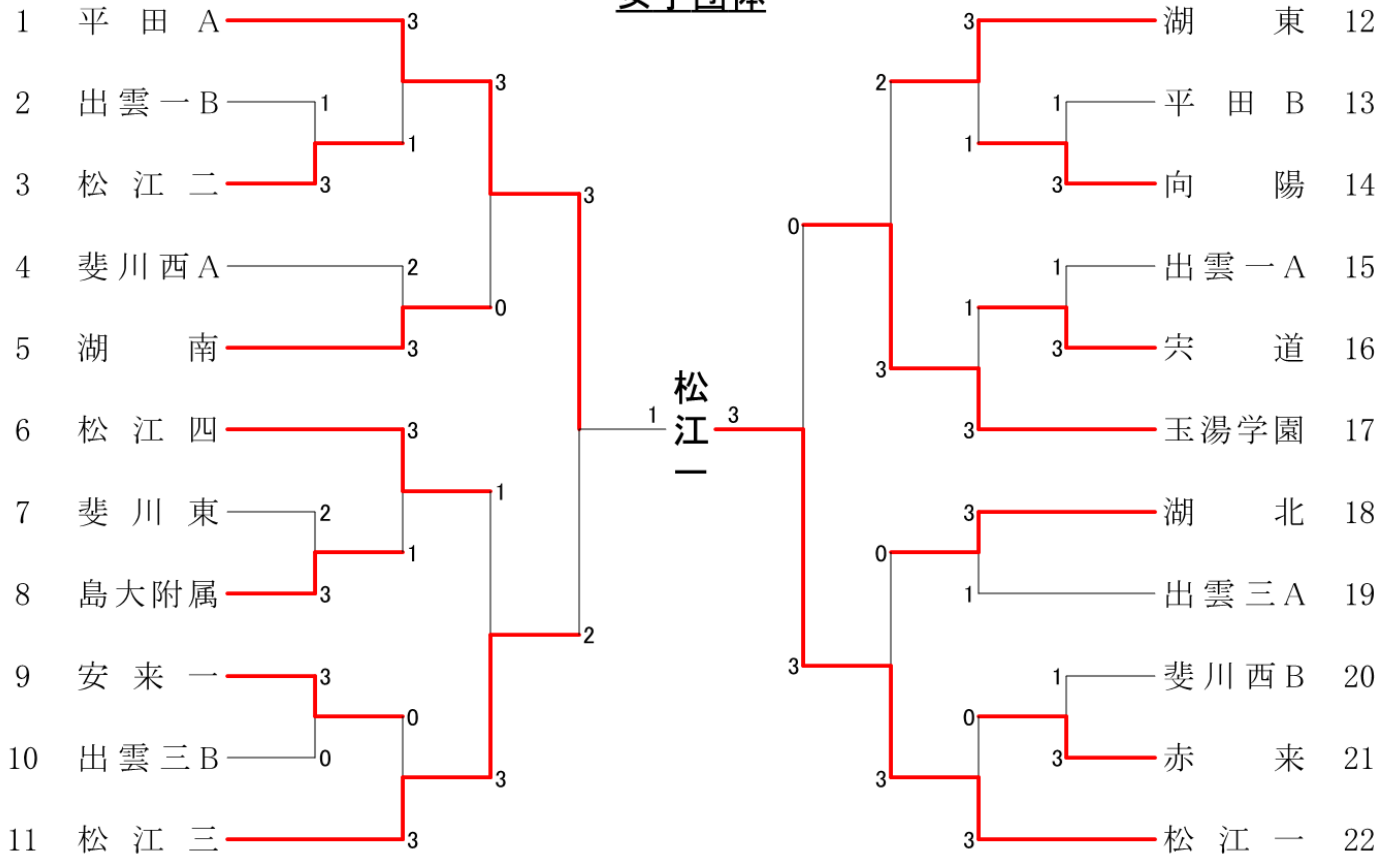 女子団体
1 平田A 3
3
2 出雲一B 1
1
3 松江二 3
3
4 斐川西A 2
0
5 湖南 3
6 松江四 3
1
7 斐川東 2
1
8 島大附属 3
2
9 安来一 3
0
10 出雲三B 0
3
11 松江三 3
1 松江一 3
3 湖東 12
2
1 平田B 13
1
3 向陽 14
0
1 出雲一A 15
1
3 宍道 16
3
3 玉湯学園 17
3 湖北 18
0
1 出雲三A 19
3
1 斐川西B 20
0
3 赤来 21
3
3 松江一 22